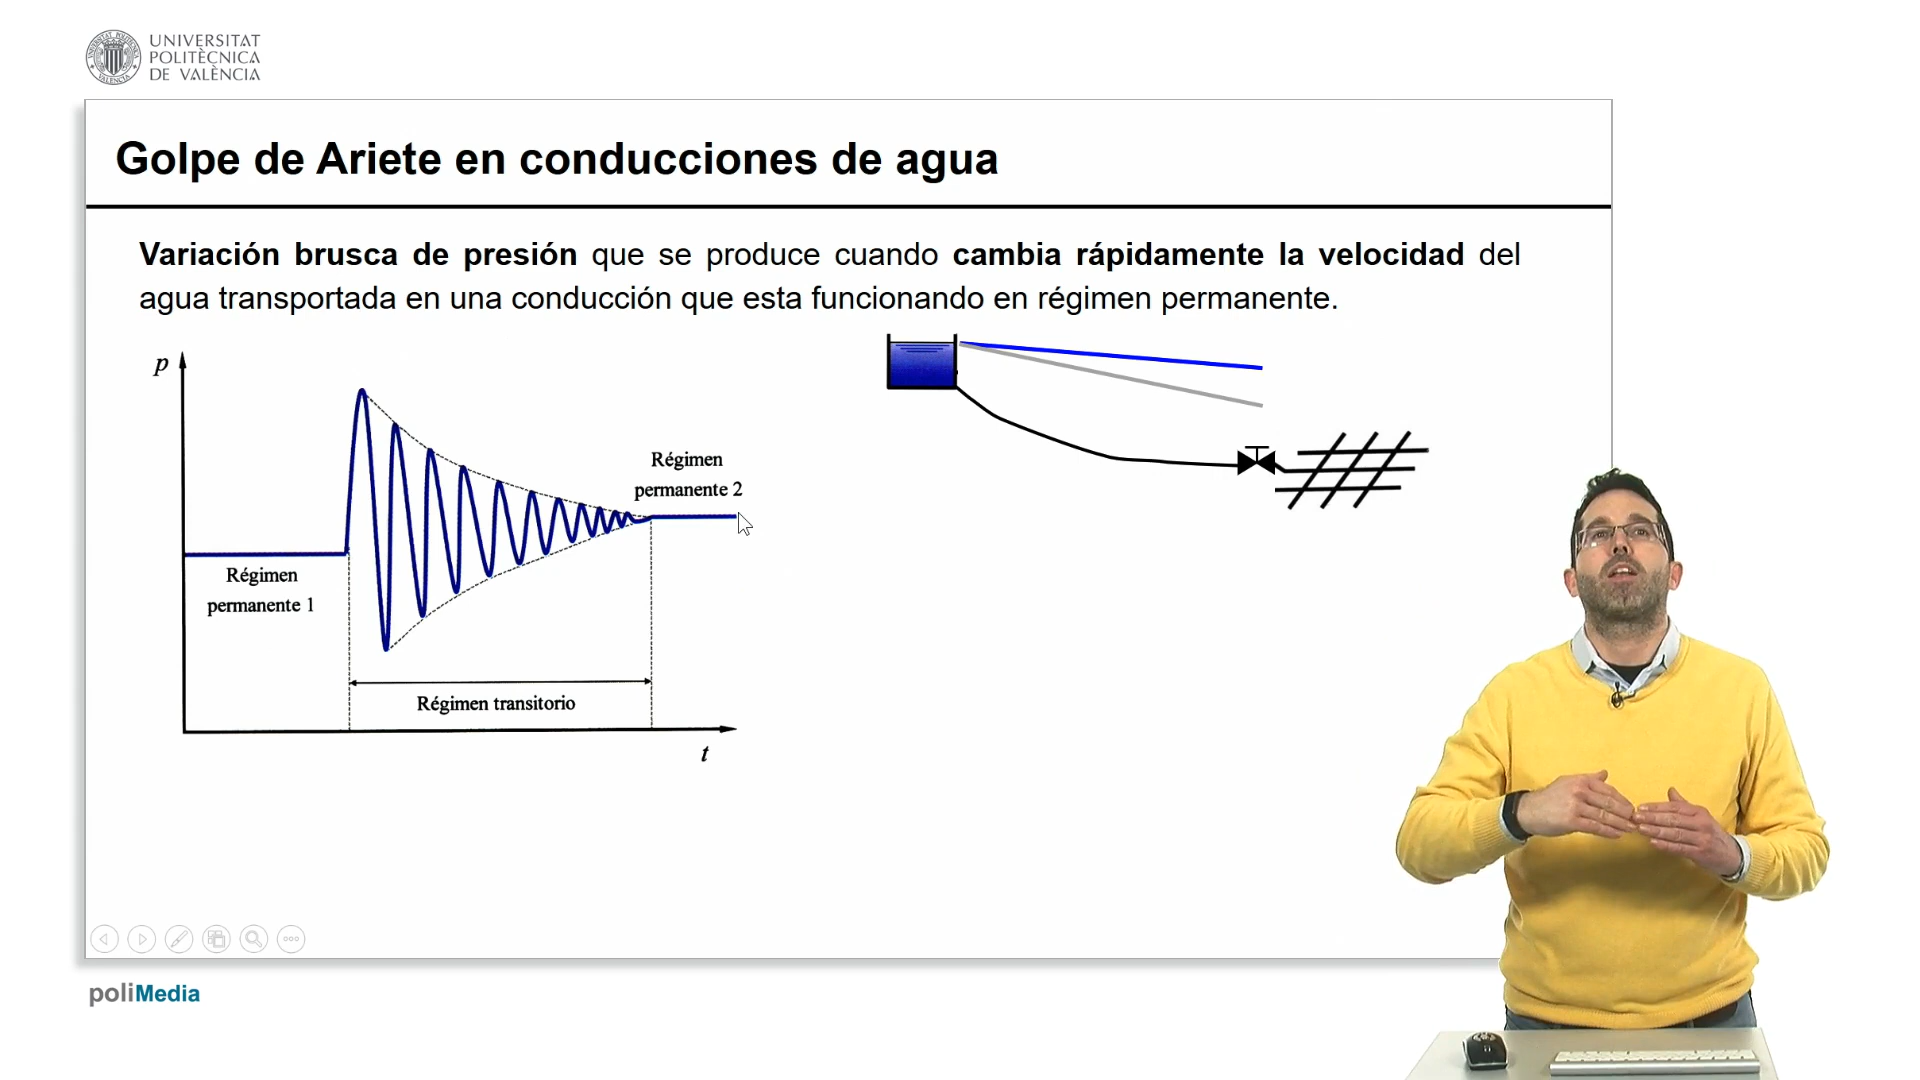 UNIVERSITAT
POLITÈCNICA
DE VALÈNCIA
Golpe de Ariete en conducciones de agua
Variación brusca de presión que se produce cuando cambia rápidamente la velocidad del
agua transportada en una conducción que esta funcionando en régimen permanente.
p
Régimen
permanente 2
Régimen
permanente 1
Régimen transitorio
t
poliMedia